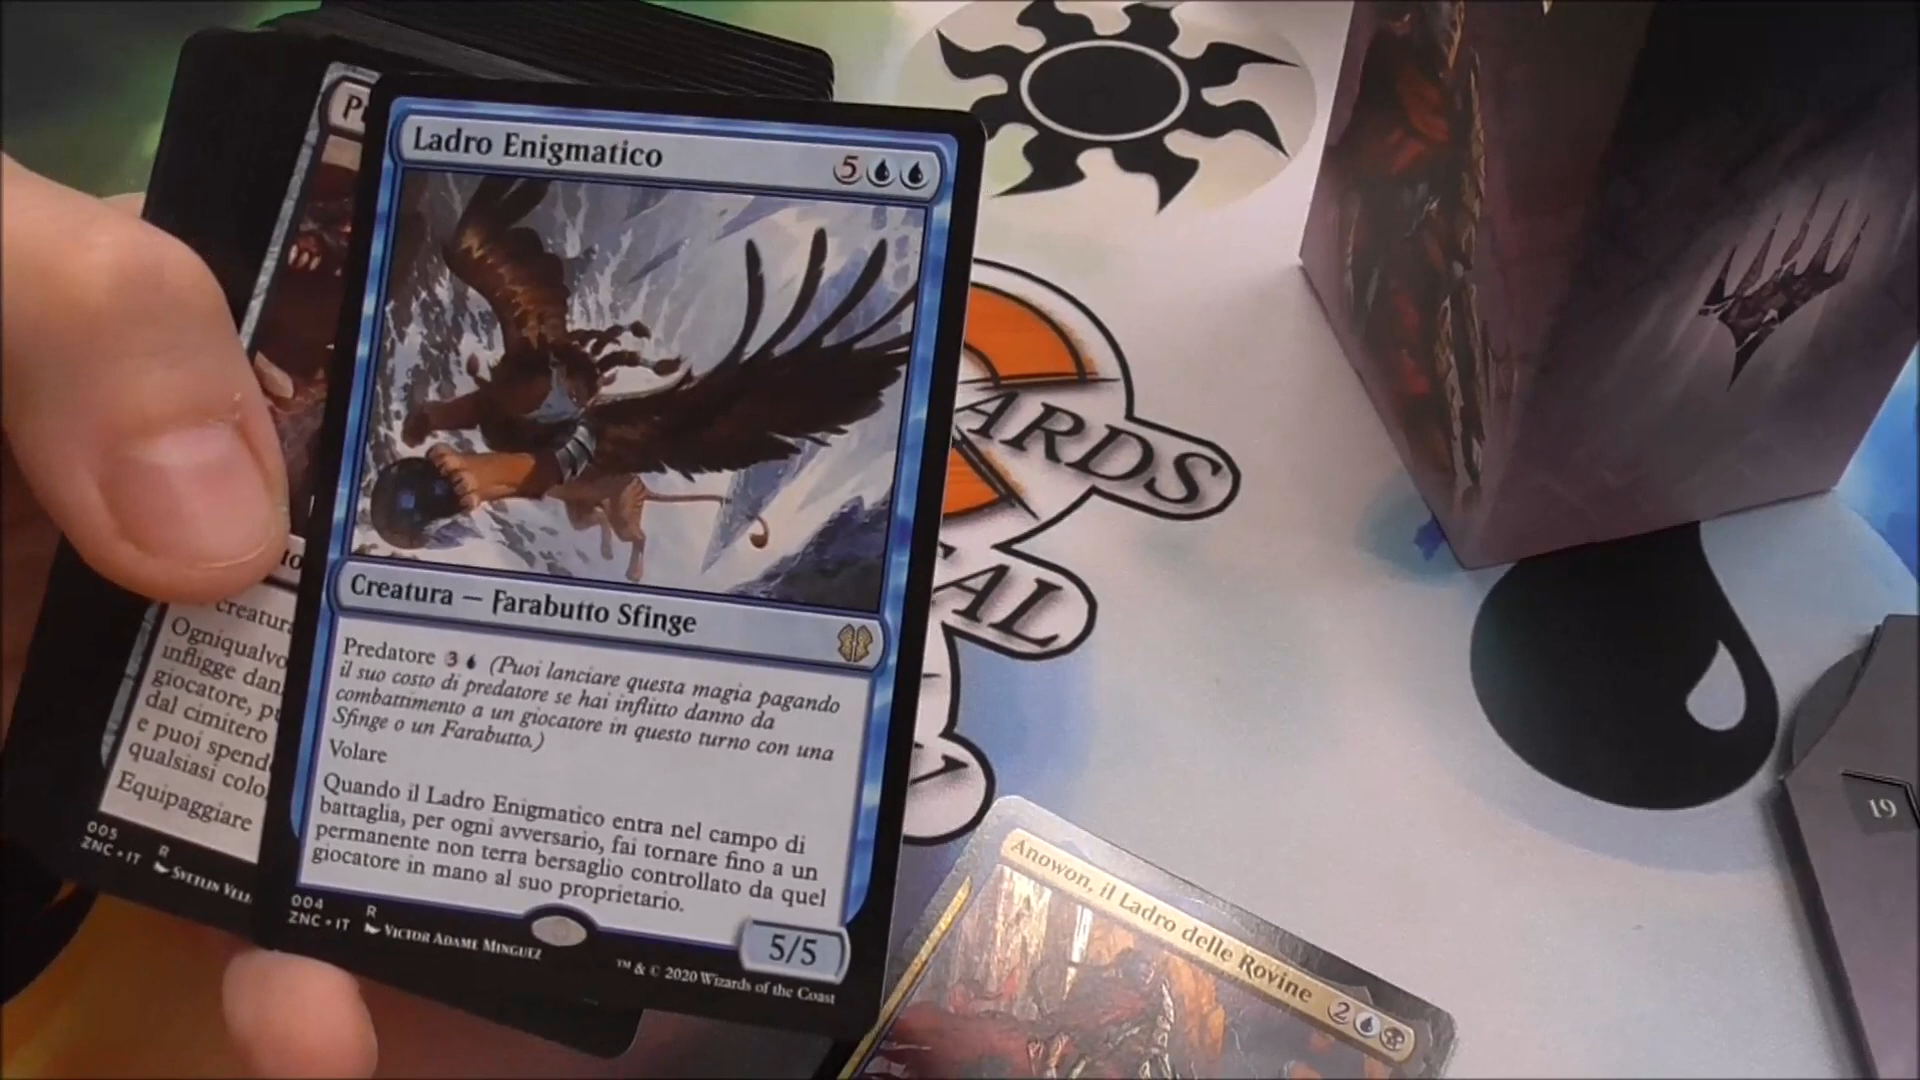 Ladro Enigmatico
5
Creatura — Farabutto Sfinge
Predatore 3 (Puoi lanciare questa magia pagando
il suo costo di predatore se hai inflitto danno da
combattimento a un giocatore in questo turno con una
Sfinge o un Farabutto.)
Volare
Quando il Ladro Enigmatico entra nel campo di
battaglia, per ogni avversario, fai tornare fino a un
permanente non terra bersaglio controllato da quel
giocatore in mano al suo proprietario.
5/5
004 R
ZNC • IT Victor Adame Minguez
™ & © 2020 Wizards of the Coast
creatura
Ogniqualvo
infligge dan
giocatore, p
dal cimitero
e puoi spend
qualsiasi colo
Equipaggiare
005 R
ZNC • IT Svetlin Vel
ARDS
Anowon, il Ladro delle Rovine
2
19